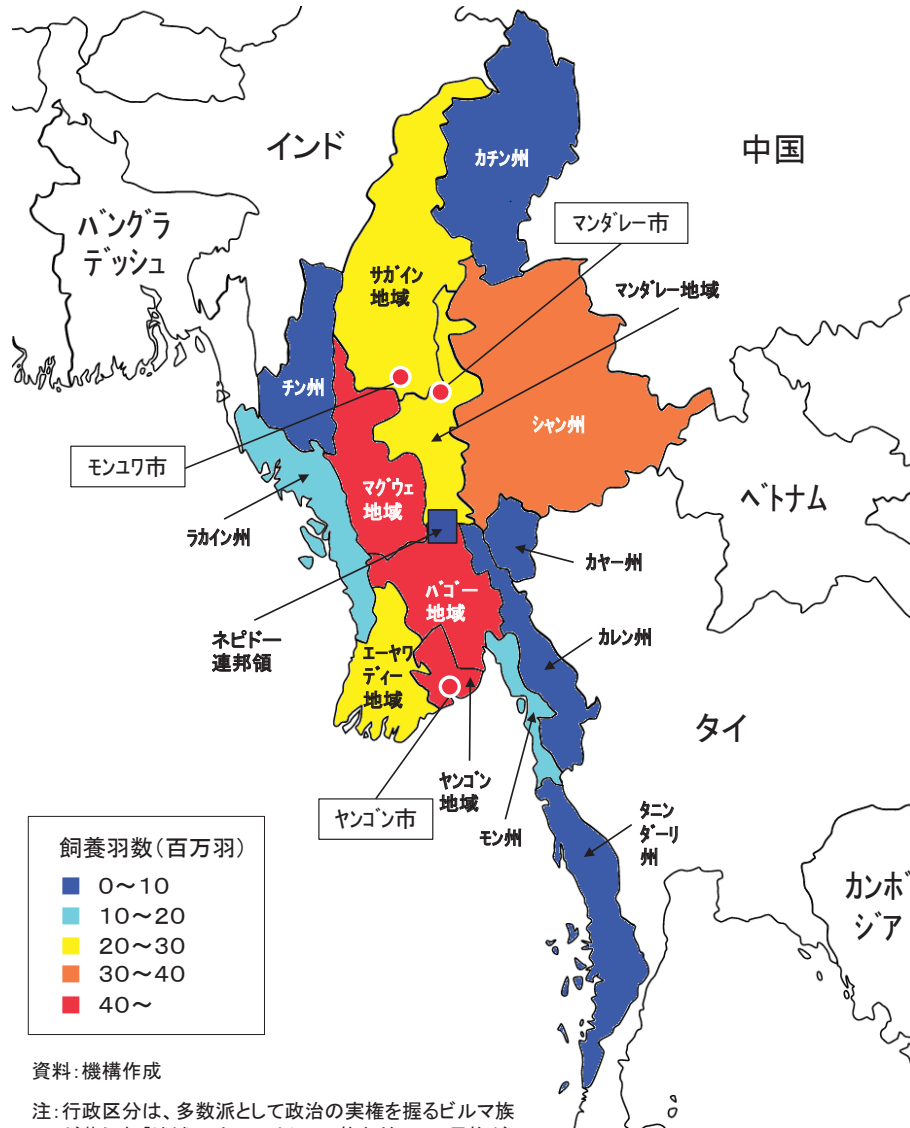 インド
中国
バングラ
デッシュ
カチン州
マンダレー市
サガイン
地域
マンダレー地域
チン州
シャン州
モンユワ市
マグウェ
地域
ベトナム
ラカイン州
カヤー州
バゴー
地域
ネピドー
連邦領
カレン州
エーヤワ
ディー
地域
タイ
ヤンゴン
地域
ヤンゴン市
モン州
タニン
ダーリ
州
カンボ
ジア
飼養羽数（百万羽）
0～10
10～20
20～30
30～40
40～
資料：機構作成
注：行政区分は、多数派として政治の実権を握るビルマ族